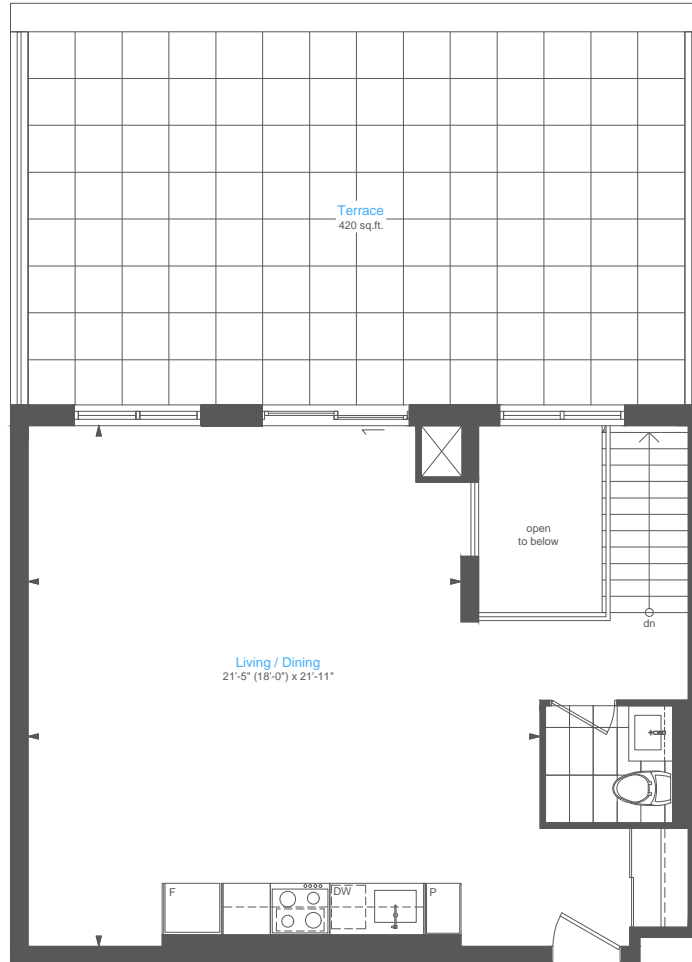 Terrace
420 sq.ft.
open
to below
dn
Living / Dining
21'-5" (18'-0") x 21'-11"
F
DW
P